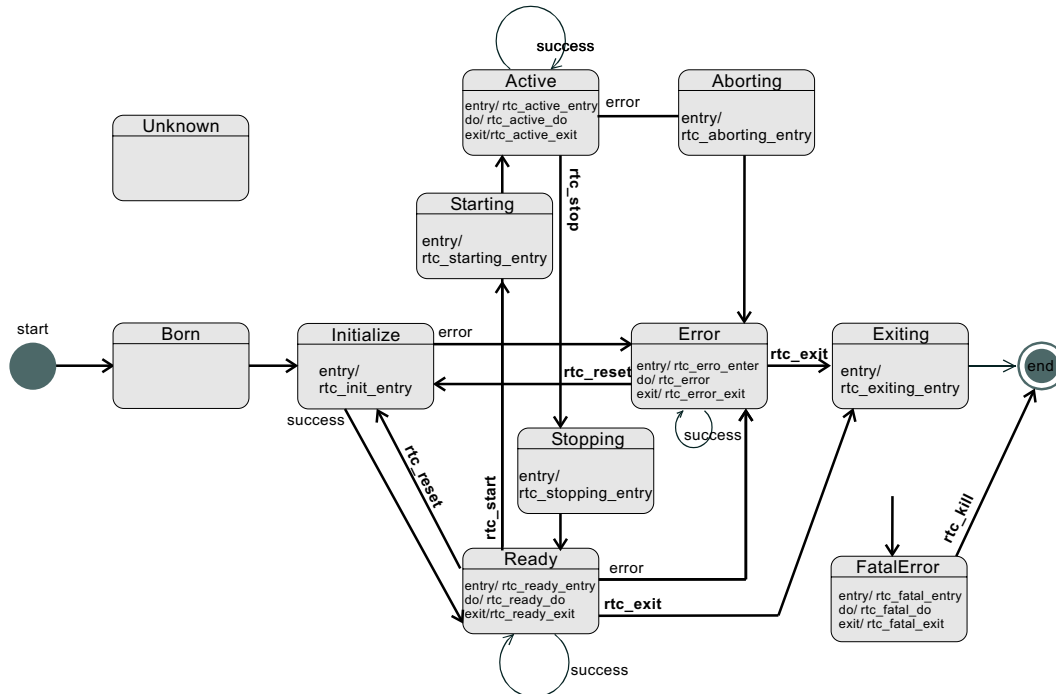 success
Active
entry/ rtc_active_entry
do/ rtc_active_do
exit/rtc_active_exit
error
Aborting
entry/
rtc_aborting_entry
Unknown
rtc_stop
Starting
entry/
rtc_starting_entry
start
Born
Initialize
entry/
rtc_init_entry
error
Error
entry/ rtc_erro_enter
do/ rtc_error
exit/ rtc_error_exit
rtc_exit
Exiting
entry/
rtc_exiting_entry
end
rtc_reset
success
success
rtc_reset
rtc_start
Stopping
entry/
rtc_stopping_entry
rtc_kill
Ready
entry/ rtc_ready_entry
do/ rtc_ready_do
exit/rtc_ready_exit
error
rtc_exit
success
FatalError
entry/ rtc_fatal_entry
do/ rtc_fatal_do
exit/ rtc_fatal_exit